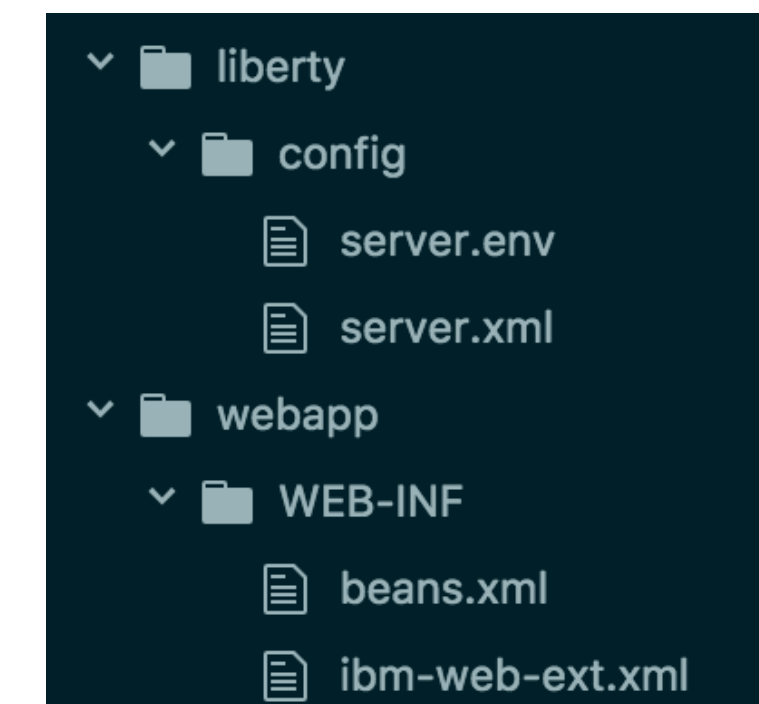 liberty
config
server.env
server.xml
webapp
WEB-INF
beans.xml
ibm-web-ext.xml